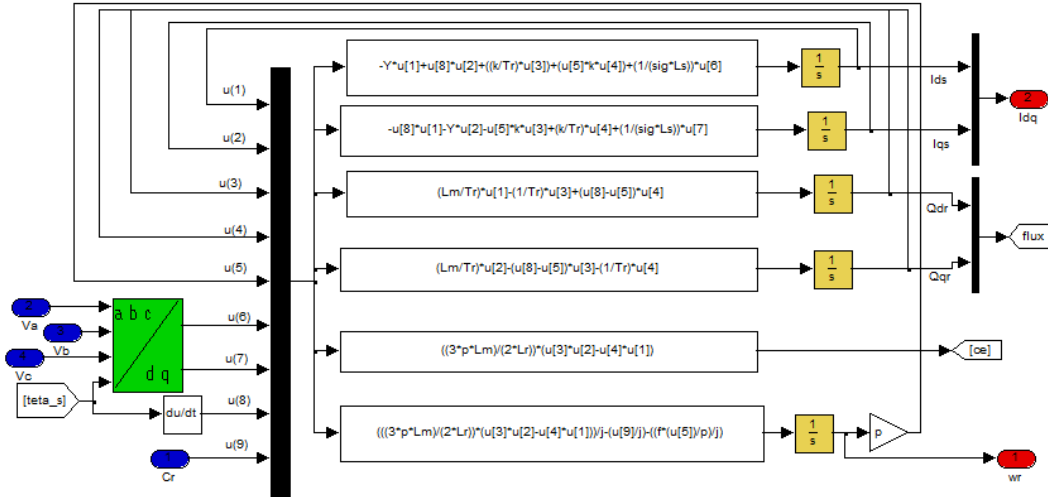 -Y*u[1]+u[8]*u[2]+((k/Tr)*u[3])+(u[5]*k*u[4])+(1/(sig*Ls))*u[6]
1
s
Ids
u(1)
2
Idq
u(2)
-u[8]*u[1]-Y*u[2]-u[5]*k*u[3]+(k/Tr)*u[4]+(1/(sig*Ls))*u[7]
1
s
Iqs
u(3)
(Lm/Tr)*u[1]-(1/Tr)*u[3]+(u[8]-u[5])*u[4]
1
s
Qdr
u(4)
flux
u(5)
(Lm/Tr)*u[2]-(u[8]-u[5])*u[3]-(1/Tr)*u[4]
1
s
Qqr
2
Va
a b c
d q
u(6)
3
Vb
4
Vc
u(7)
((3*p*Lm)/(2*Lr))*(u[3]*u[2]-u[4]*u[1])
[ce]
[teta_s]
du/dt
u(8)
u(9)
(((3*p*Lm)/(2*Lr))*(u[3]*u[2]-u[4]*u[1]))/j-(u[9]/j)-((f*(u[5])/p)/j)
1
s
p
1
Cr
1
wr